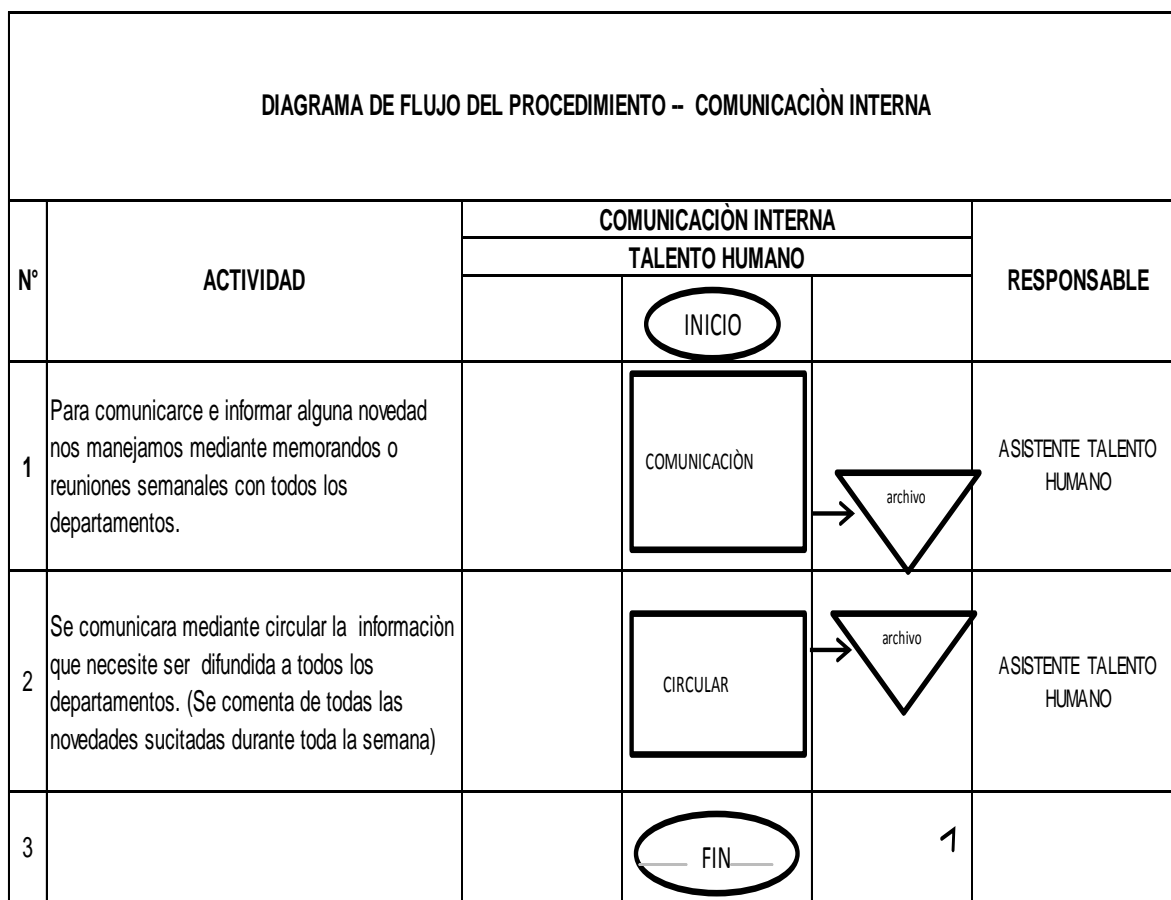 DIAGRAMA DE FLUJO DEL PROCEDIMIENTO -- COMUNICACIÒN INTERNA
N°
ACTIVIDAD
COMUNICACIÒN INTERNA
TALENTO HUMANO
RESPONSABLE
INICIO
1
Para comunicarce e informar alguna novedad
nos manejamos mediante memorandos o
reuniones semanales con todos los
departamentos.
COMUNICACIÒN
archivo
ASISTENTE TALENTO
HUMANO
2
Se comunicara mediante circular la informaciòn
que necesite ser difundida a todos los
departamentos. (Se comenta de todas las
novedades sucitadas durante toda la semana)
CIRCULAR
archivo
ASISTENTE TALENTO
HUMANO
3
FIN